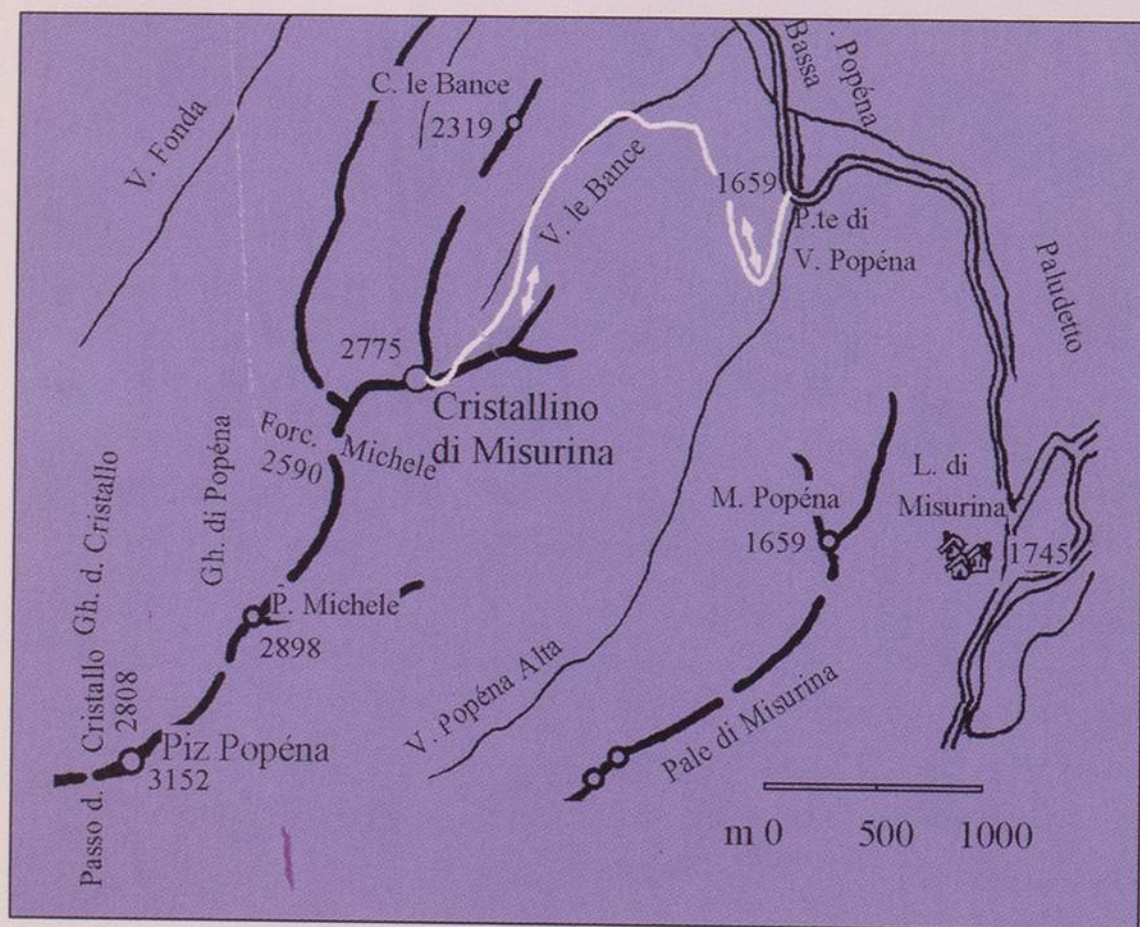 Bassa
. Popéna
C. le Bance
2319
V. Fonda
V. le Bance
1659
P.te di
V. Popéna
Paludetto
2775
Cristallino
di Misurina
Forc. Michele
2590
Gh. di Popéna
Gh. d. Cristallo
L. di
Misurina
M. Popéna
1659
1745
P. Michele
2898
Passo d. Cristallo
2808
Piz Popéna
3152
V. Popéna Alta
Pale di Misurina
m 0 500 1000